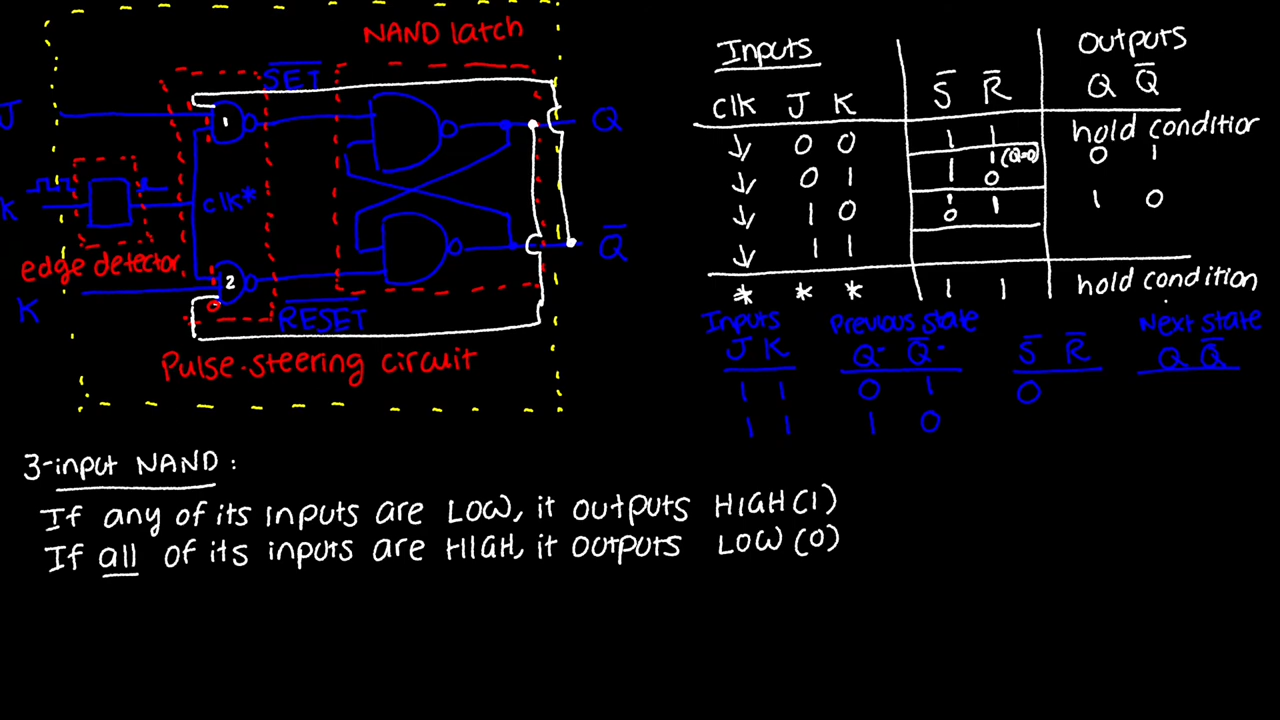 NAND latch
SET
J
1
Q
K
clk*
edge detector
2
Q̅
K
RESET
Pulse-steering circuit
Inputs Outputs
clk J K S̅ R̅ Q Q̅
↓ 0 0 1 1 hold condition
↓ 0 1 1 1 (Q=0) 0 0 1
↓ 1 0 0 1 1 0
↓ 1 1
* * * 1 1 hold condition
Inputs Previous state Next state
J K Q Q̅ S̅ R̅ Q Q̅
1 1 0 1 0
1 1 1 0
3-input NAND:
If any of its inputs are LOW, it outputs HIGH (1)
If all of its inputs are HIGH, it outputs LOW (0)